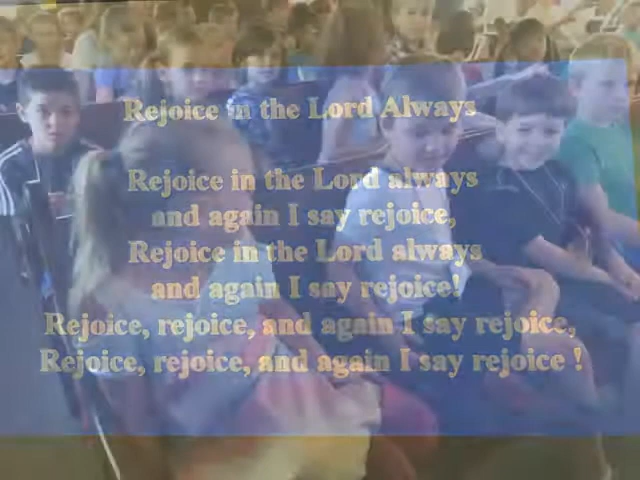 Rejoice in the Lord Always
Rejoice in the Lord always
and again I say rejoice,
Rejoice in the Lord always
and again I say rejoice!
Rejoice, rejoice, and again I say rejoice,
Rejoice, rejoice, and again I say rejoice !